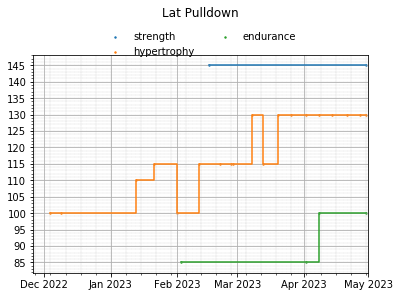 Lat Pulldown
strength
endurance
hypertrophy
145
140
135
130
125
120
115
110
105
100
95
90
85
Dec 2022
Jan 2023
Feb 2023
Mar 2023
Apr 2023
May 2023